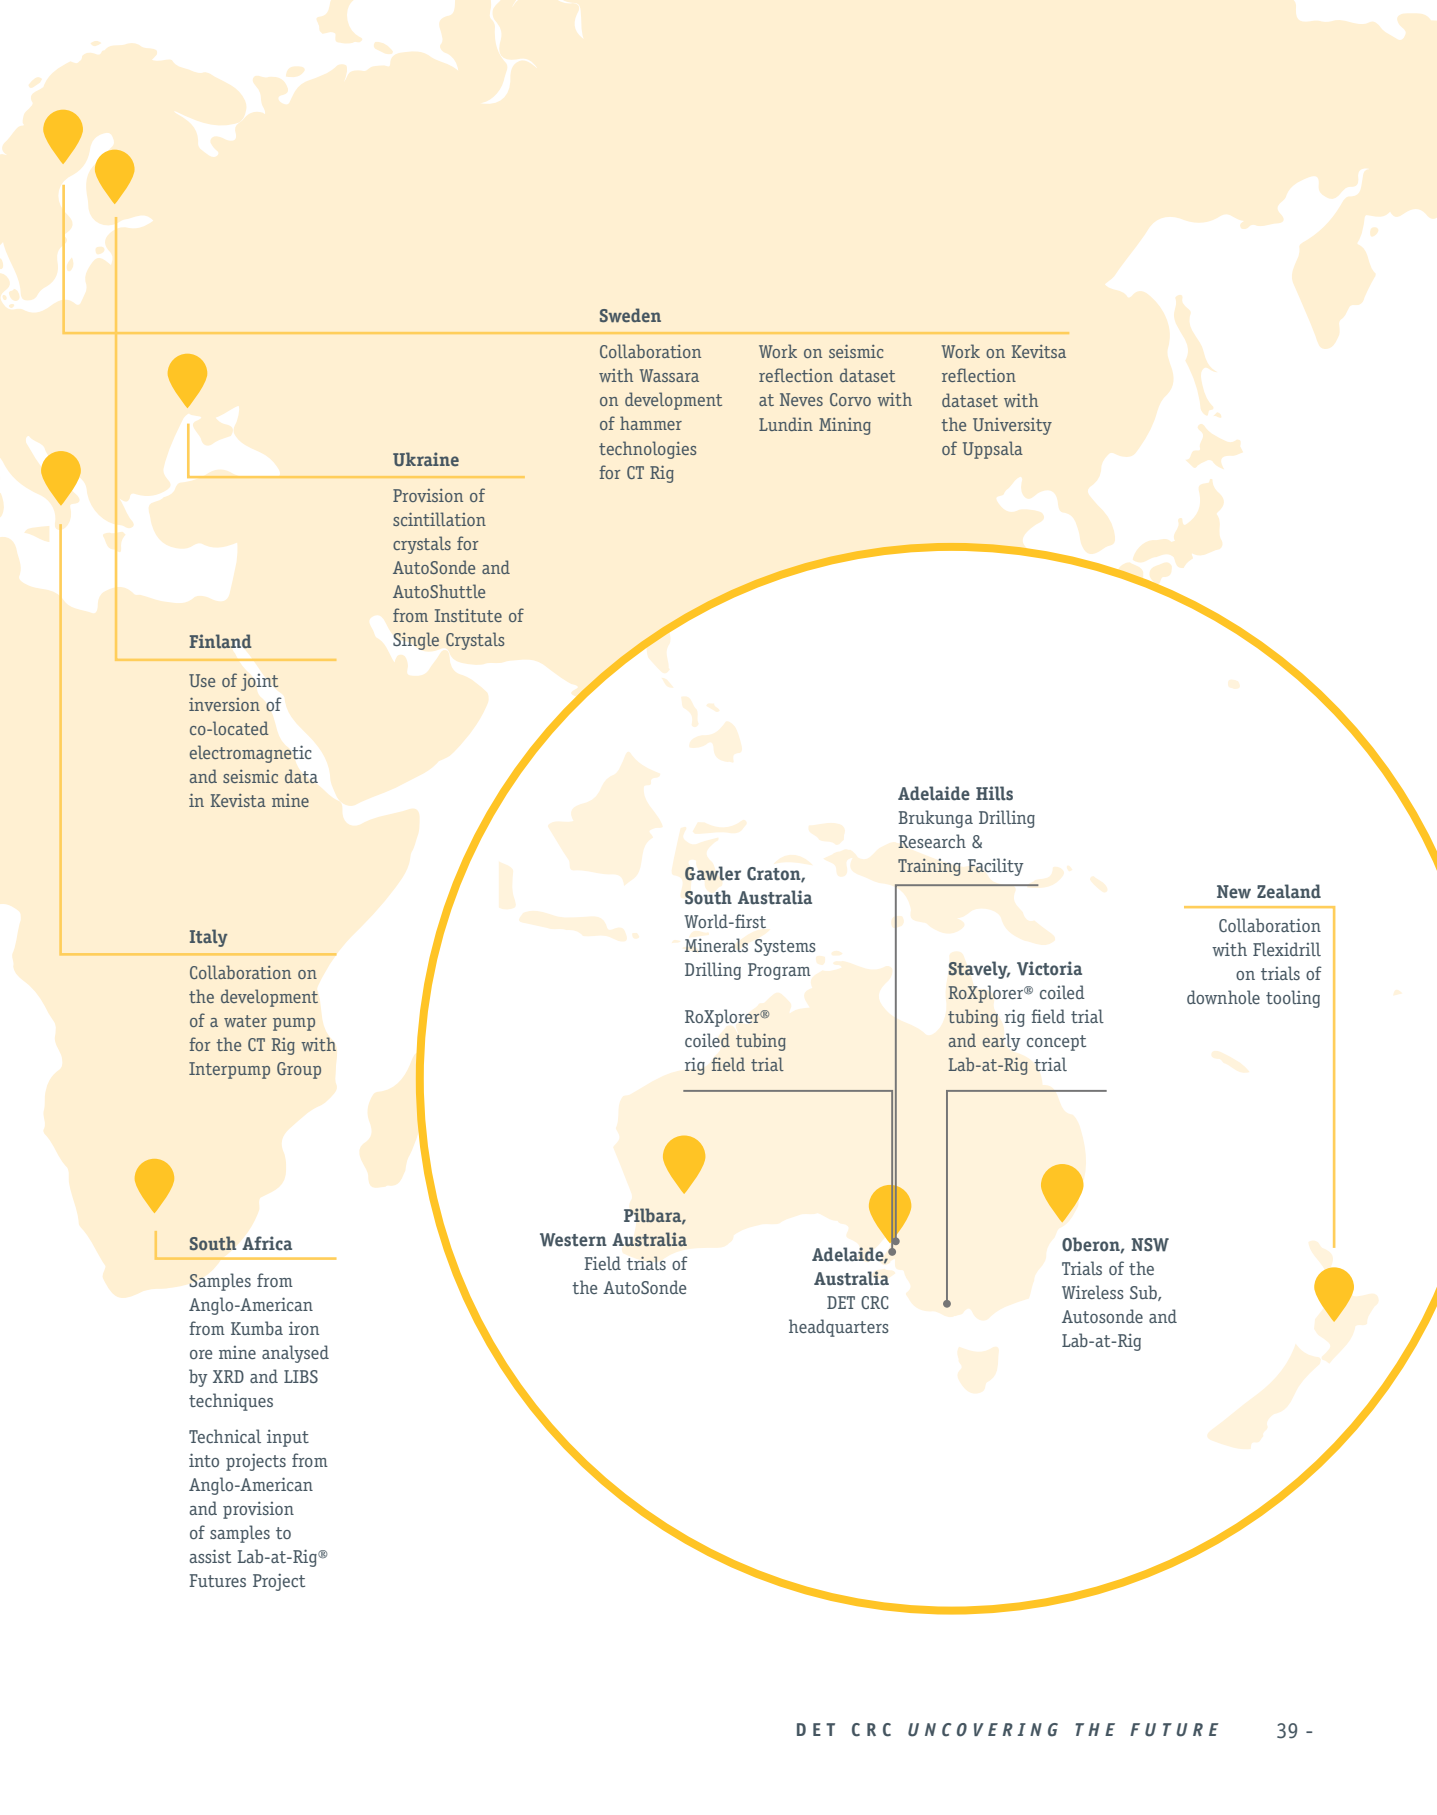 Sweden
Collaboration
with Wassara
on development
of hammer
technologies
for CT Rig
Work on seismic
reflection dataset
at Neves Corvo with
Lundin Mining
Work on Kevitsa
reflection
dataset with
the University
of Uppsala
Ukraine
Provision of
scintillation
crystals for
AutoSonde and
AutoShuttle
from Institute of
Single Crystals
Finland
Use of joint
inversion of
co-located
electromagnetic
and seismic data
in Kevista mine
Italy
Collaboration on
the development
of a water pump
for the CT Rig with
Interpump Group
South Africa
Samples from
Anglo-American
from Kumba iron
ore mine analysed
by XRD and LIBS
techniques
Technical input
into projects from
Anglo-American
and provision
of samples to
assist Lab-at-Rig®
Futures Project
Adelaide Hills
Brukunga Drilling
Research &
Training Facility
Gawler Craton,
South Australia
World-first
Minerals Systems
Drilling Program
RoXplorer®
coiled tubing
rig field trial
Stavely, Victoria
RoXplorer® coiled
tubing rig field trial
and early concept
Lab-at-Rig trial
New Zealand
Collaboration
with Flexidrill
on trials of
downhole tooling
Pilbara,
Western Australia
Field trials of
the AutoSonde
Adelaide,
Australia
DET CRC
headquarters
Oberon, NSW
Trials of the
Wireless Sub,
Autosonde and
Lab-at-Rig
DET CRC UNCOVERING THE FUTURE 39 -